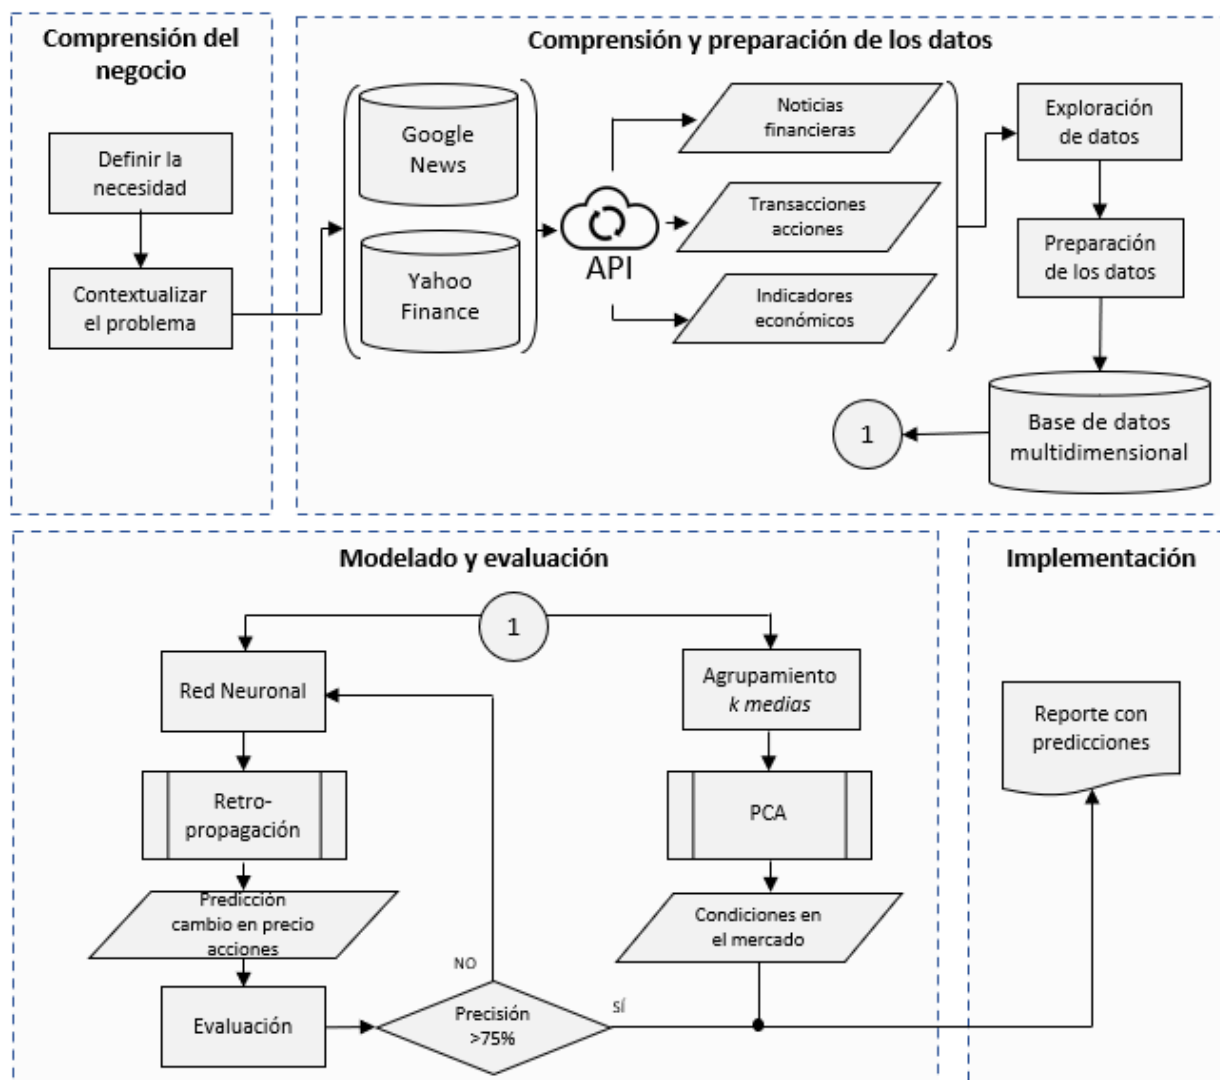 Comprensión del
negocio
Definir la
necesidad
Contextualizar
el problema
Comprensión y preparación de los datos
Google
News
Yahoo
Finance
API
Noticias
financieras
Transacciones
acciones
Indicadores
económicos
Exploración
de datos
Preparación
de los datos
Base de datos
multidimensional
1
Modelado y evaluación
1
Red Neuronal
Retro-
propagación
Predicción
cambio en precio
acciones
Evaluación
NO
Precisión
>75%
SÍ
Agrupamiento
k medias
PCA
Condiciones en
el mercado
Implementación
Reporte con
predicciones